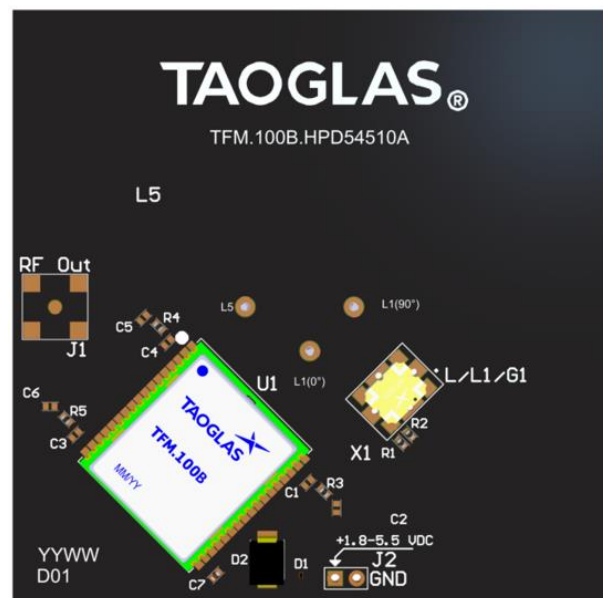 TAOGLAS®
TFM.100B.HPD54510A
L5
RF Out
J1
L5
L1(90°)
L1(0°)
C5
R4
C4
U1
L/L1/G1
C6
R5
C3
TAOGLAS
TFM.100B
MM/YY
X1
R2
R1
C1
R3
C2
+1.8-5.5 VDC
J2
GND
YYWW
D01
C7
D2
D1